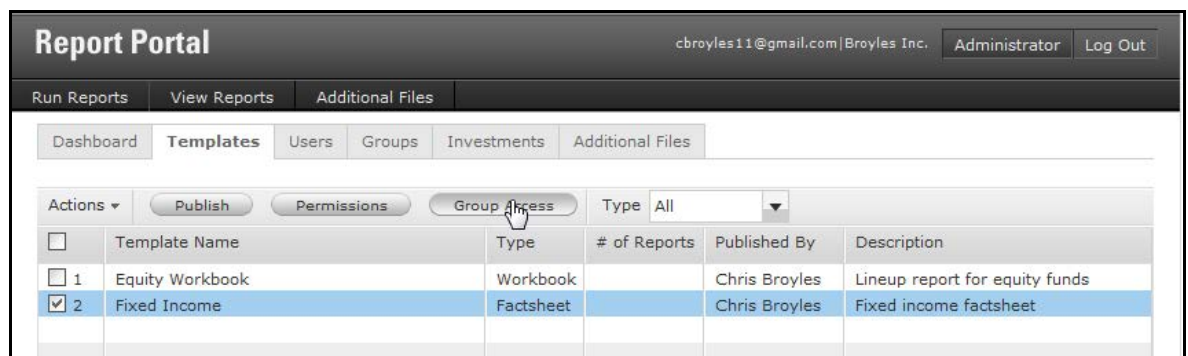 Report Portal
cbroyles11@gmail.com|Broyles Inc. Administrator Log Out
Run Reports View Reports Additional Files
Dashboard Templates Users Groups Investments Additional Files
Actions Publish Permissions Group Access Type All
Template Name Type # of Reports Published By Description
1 Equity Workbook Workbook Chris Broyles Lineup report for equity funds
2 Fixed Income Factsheet Chris Broyles Fixed income factsheet